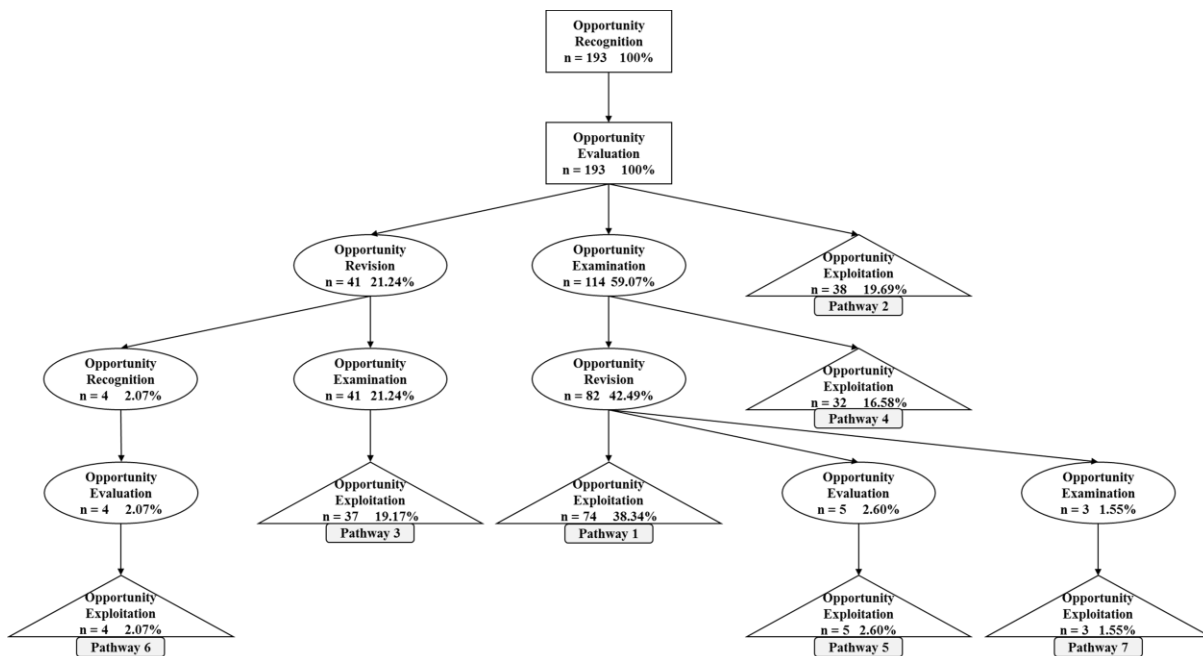 Opportunity
Recognition
n = 193 100%
Opportunity
Evaluation
n = 193 100%
Opportunity
Revision
n = 41 21.24%
Opportunity
Examination
n = 114 59.07%
Opportunity
Exploitation
n = 38 19.69%
Pathway 2
Opportunity
Recognition
n = 4 2.07%
Opportunity
Examination
n = 41 21.24%
Opportunity
Revision
n = 82 42.49%
Opportunity
Exploitation
n = 32 16.58%
Pathway 4
Opportunity
Evaluation
n = 4 2.07%
Opportunity
Exploitation
n = 37 19.17%
Pathway 3
Opportunity
Exploitation
n = 74 38.34%
Pathway 1
Opportunity
Evaluation
n = 5 2.60%
Opportunity
Examination
n = 3 1.55%
Opportunity
Exploitation
n = 4 2.07%
Pathway 6
Opportunity
Exploitation
n = 5 2.60%
Pathway 5
Opportunity
Exploitation
n = 3 1.55%
Pathway 7